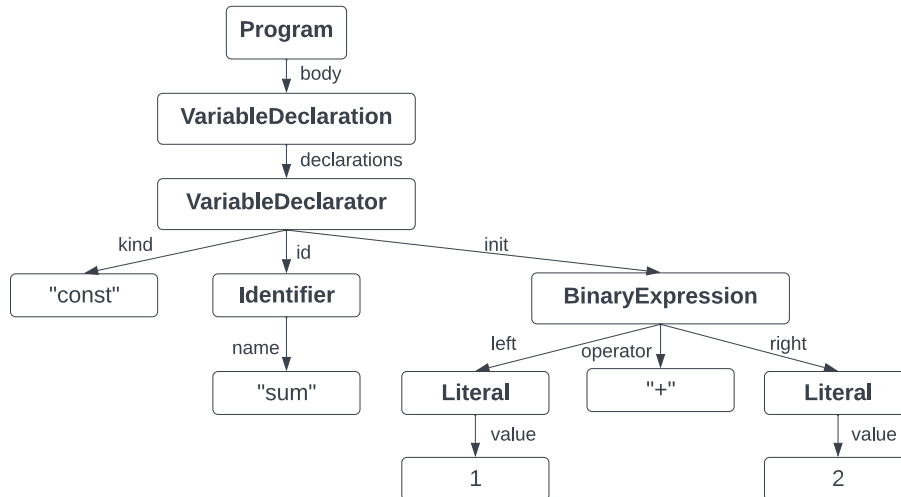 Program
body
VariableDeclaration
declarations
VariableDeclarator
kind
id
init
"const"
Identifier
BinaryExpression
name
left
operator
right
"sum"
Literal
"+"
Literal
value
value
1
2